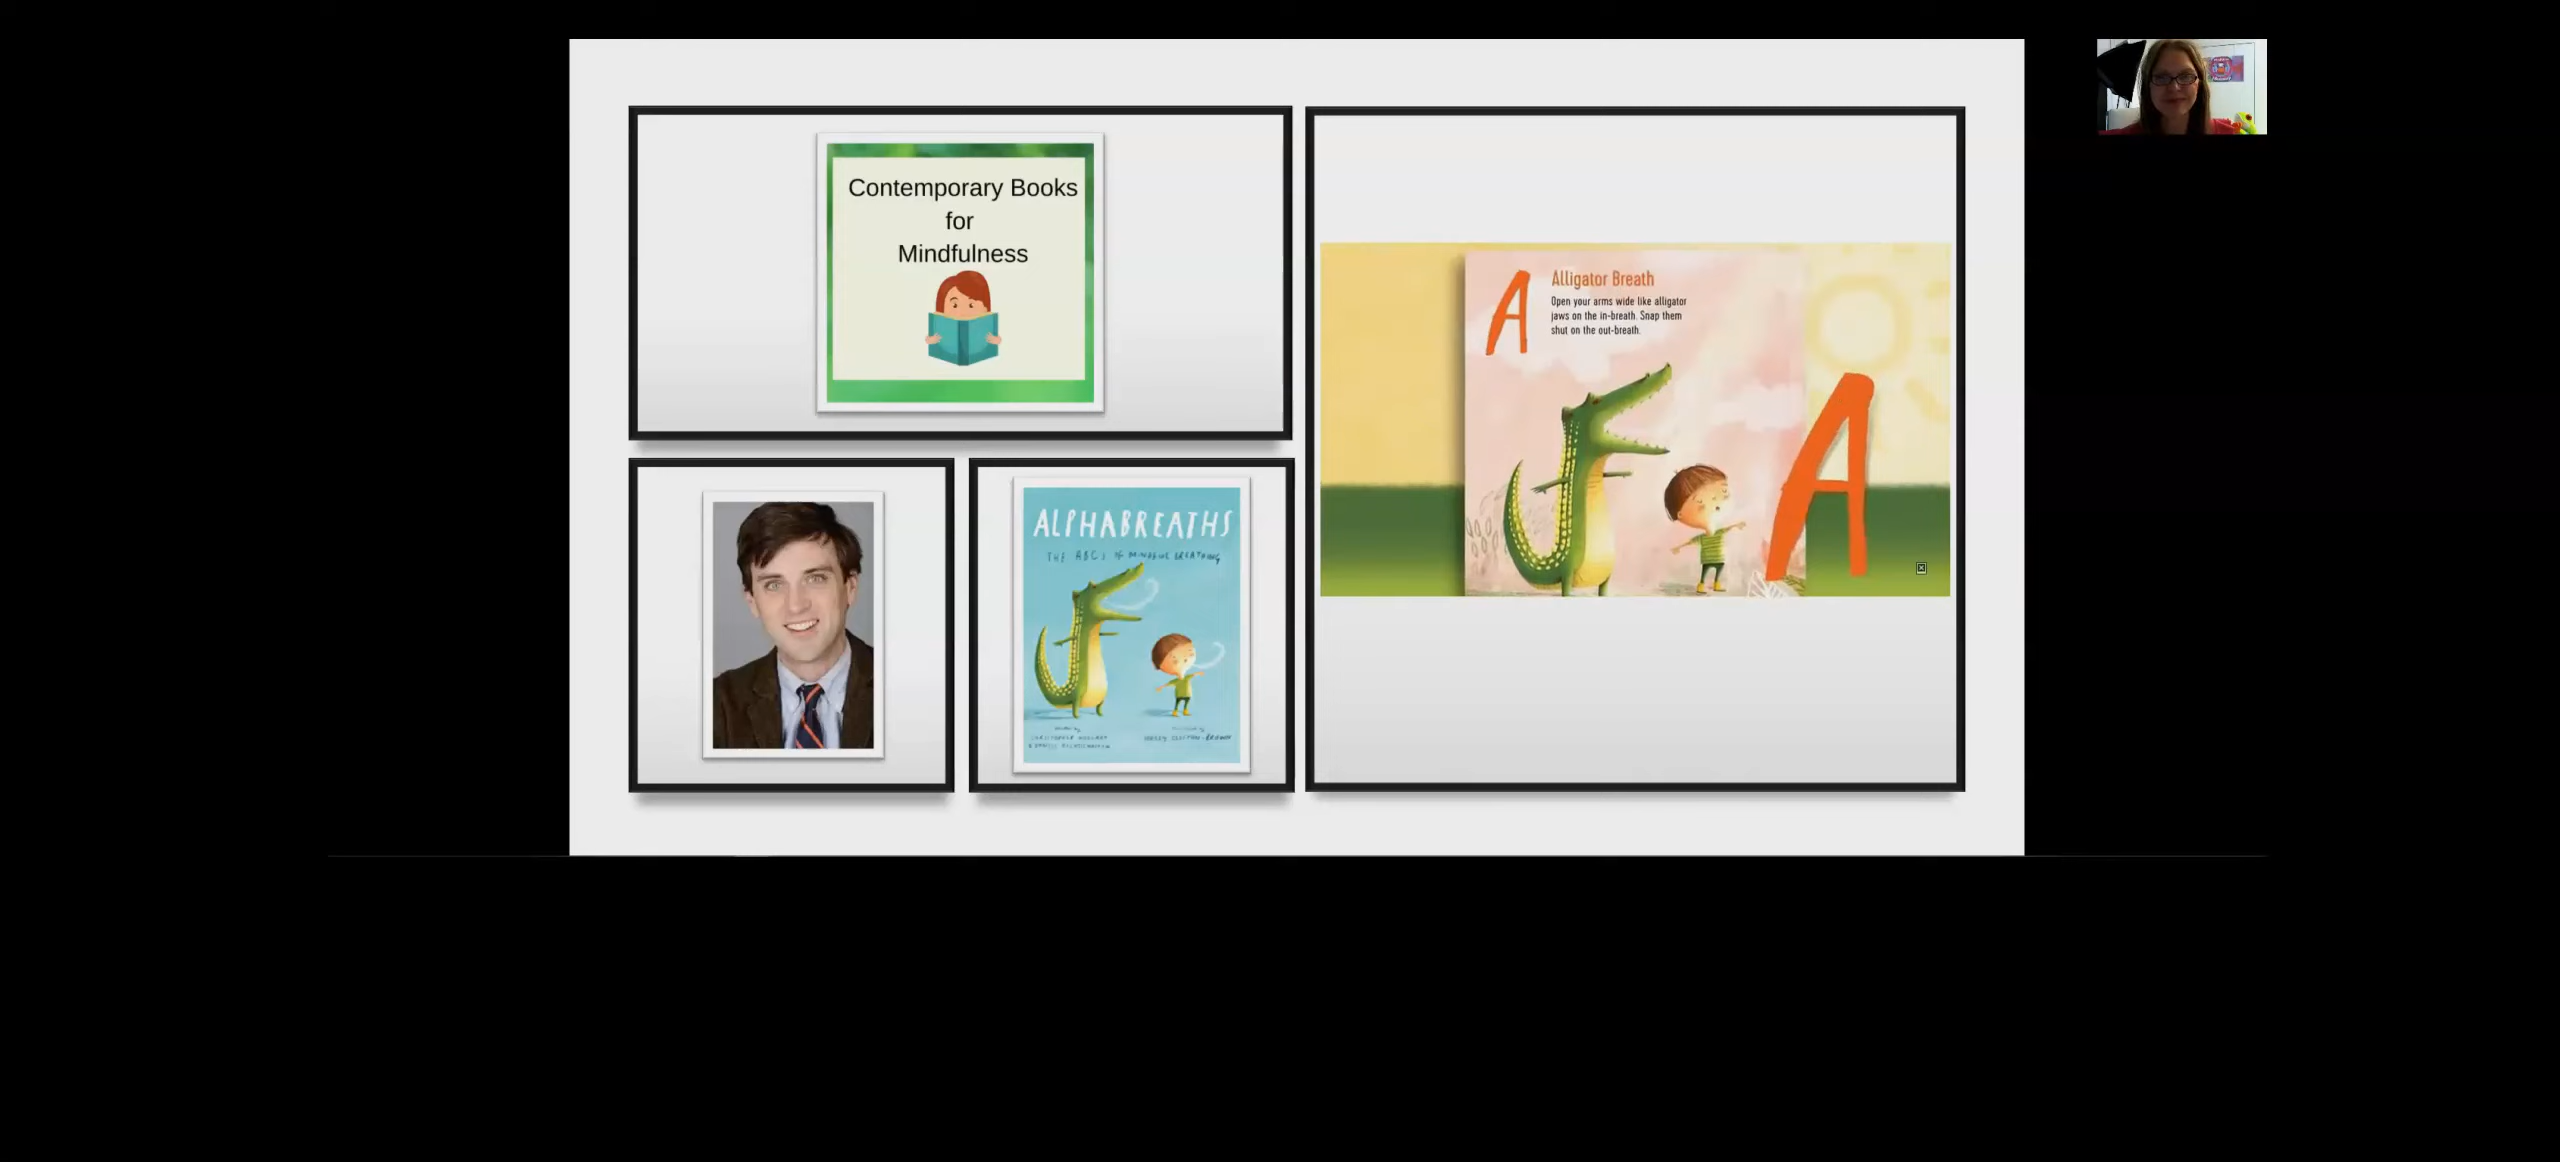 Contemporary Books
for
Mindfulness
ALPHABREATHS
THE ABCs OF MINDFUL BREATHING
A
Alligator Breath
Open your arms wide like alligator
jaws on the in-breath. Snap them
shut on the out-breath.
A